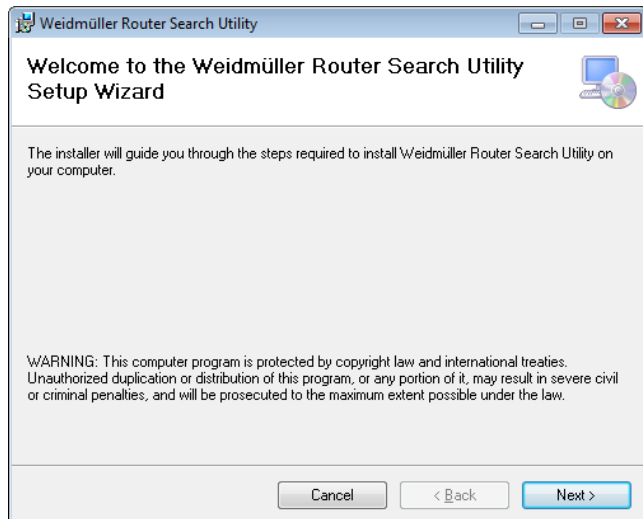 Weidmüller Router Search Utility
Welcome to the Weidmüller Router Search Utility
Setup Wizard
The installer will guide you through the steps required to install Weidmüller Router Search Utility on
your computer.
WARNING: This computer program is protected by copyright law and international treaties.
Unauthorized duplication or distribution of this program, or any portion of it, may result in severe civil
or criminal penalties, and will be prosecuted to the maximum extent possible under the law.
Cancel < Back Next >